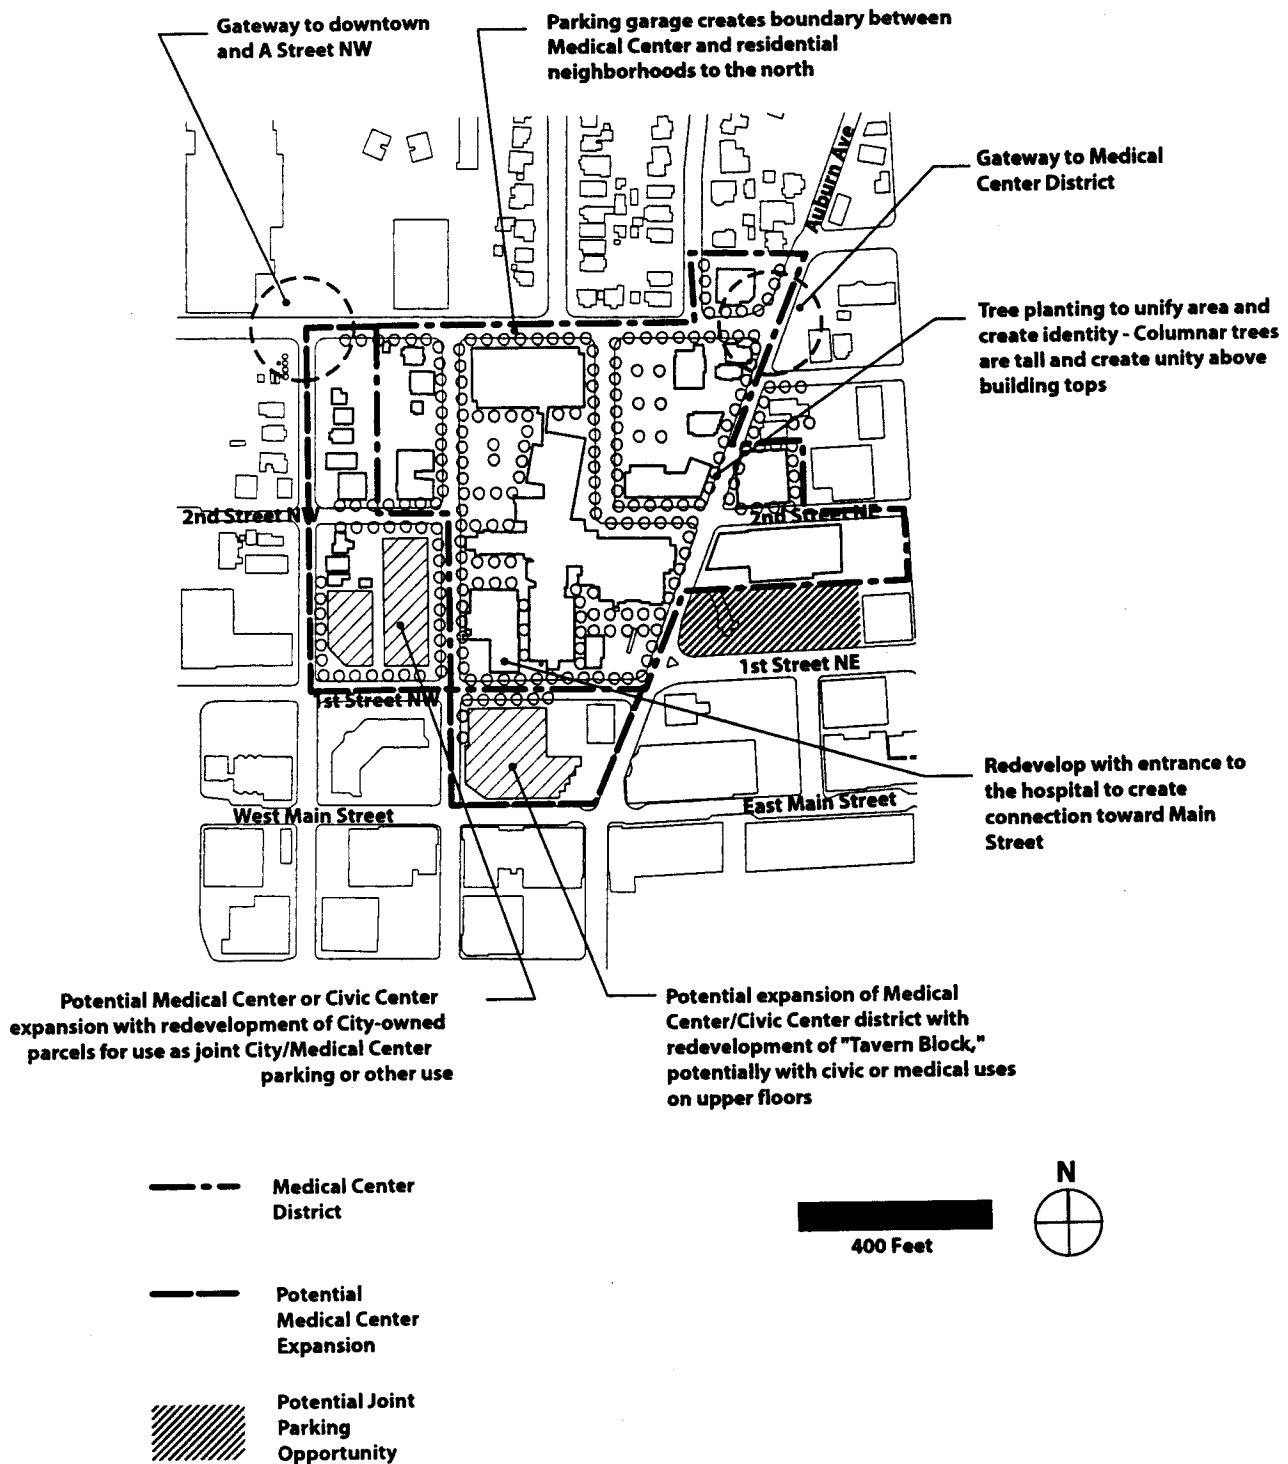 Gateway to downtown
and A Street NW
Parking garage creates boundary between
Medical Center and residential
neighborhoods to the north
Auburn Ave
Gateway to Medical
Center District
Tree planting to unify area and
create identity - Columnar trees
are tall and create unity above
building tops
2nd Street NW
2nd Street NE
1st Street NE
1st Street NW
Redevelop with entrance to
the hospital to create
connection toward Main
Street
West Main Street
East Main Street
Potential Medical Center or Civic Center
expansion with redevelopment of City-owned
parcels for use as joint City/Medical Center
parking or other use
Potential expansion of Medical
Center/Civic Center district with
redevelopment of "Tavern Block,"
potentially with civic or medical uses
on upper floors
Medical Center
District
N
400 Feet
Potential
Medical Center
Expansion
Potential Joint
Parking
Opportunity